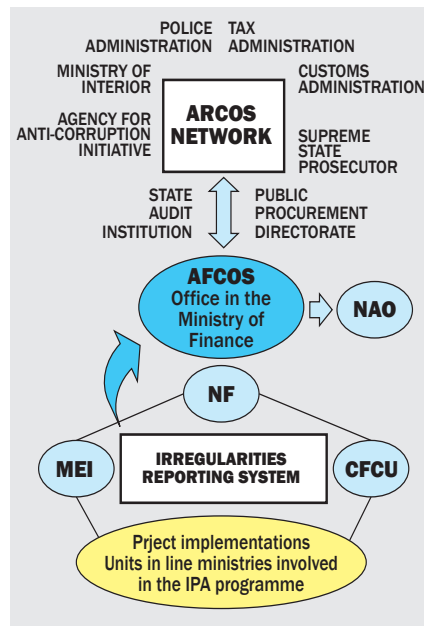 POLICE ADMINISTRATION
TAX ADMINISTRATION
MINISTRY OF
INTERIOR
CUSTOMS
ADMINISTRATION
ARCOS
NETWORK
AGENCY FOR
ANTI-CORRUPTION
INITIATIVE
SUPREME
STATE
PROSECUTOR
STATE
AUDIT
INSTITUTION
PUBLIC
PROCUREMENT
DIRECTORATE
AFCOS
Office in the
Ministry of
Finance
NAO
NF
MEI
IRREGULARITIES
REPORTING SYSTEM
CFCU
Prject implementations
Units in line ministries involved
in the IPA programme